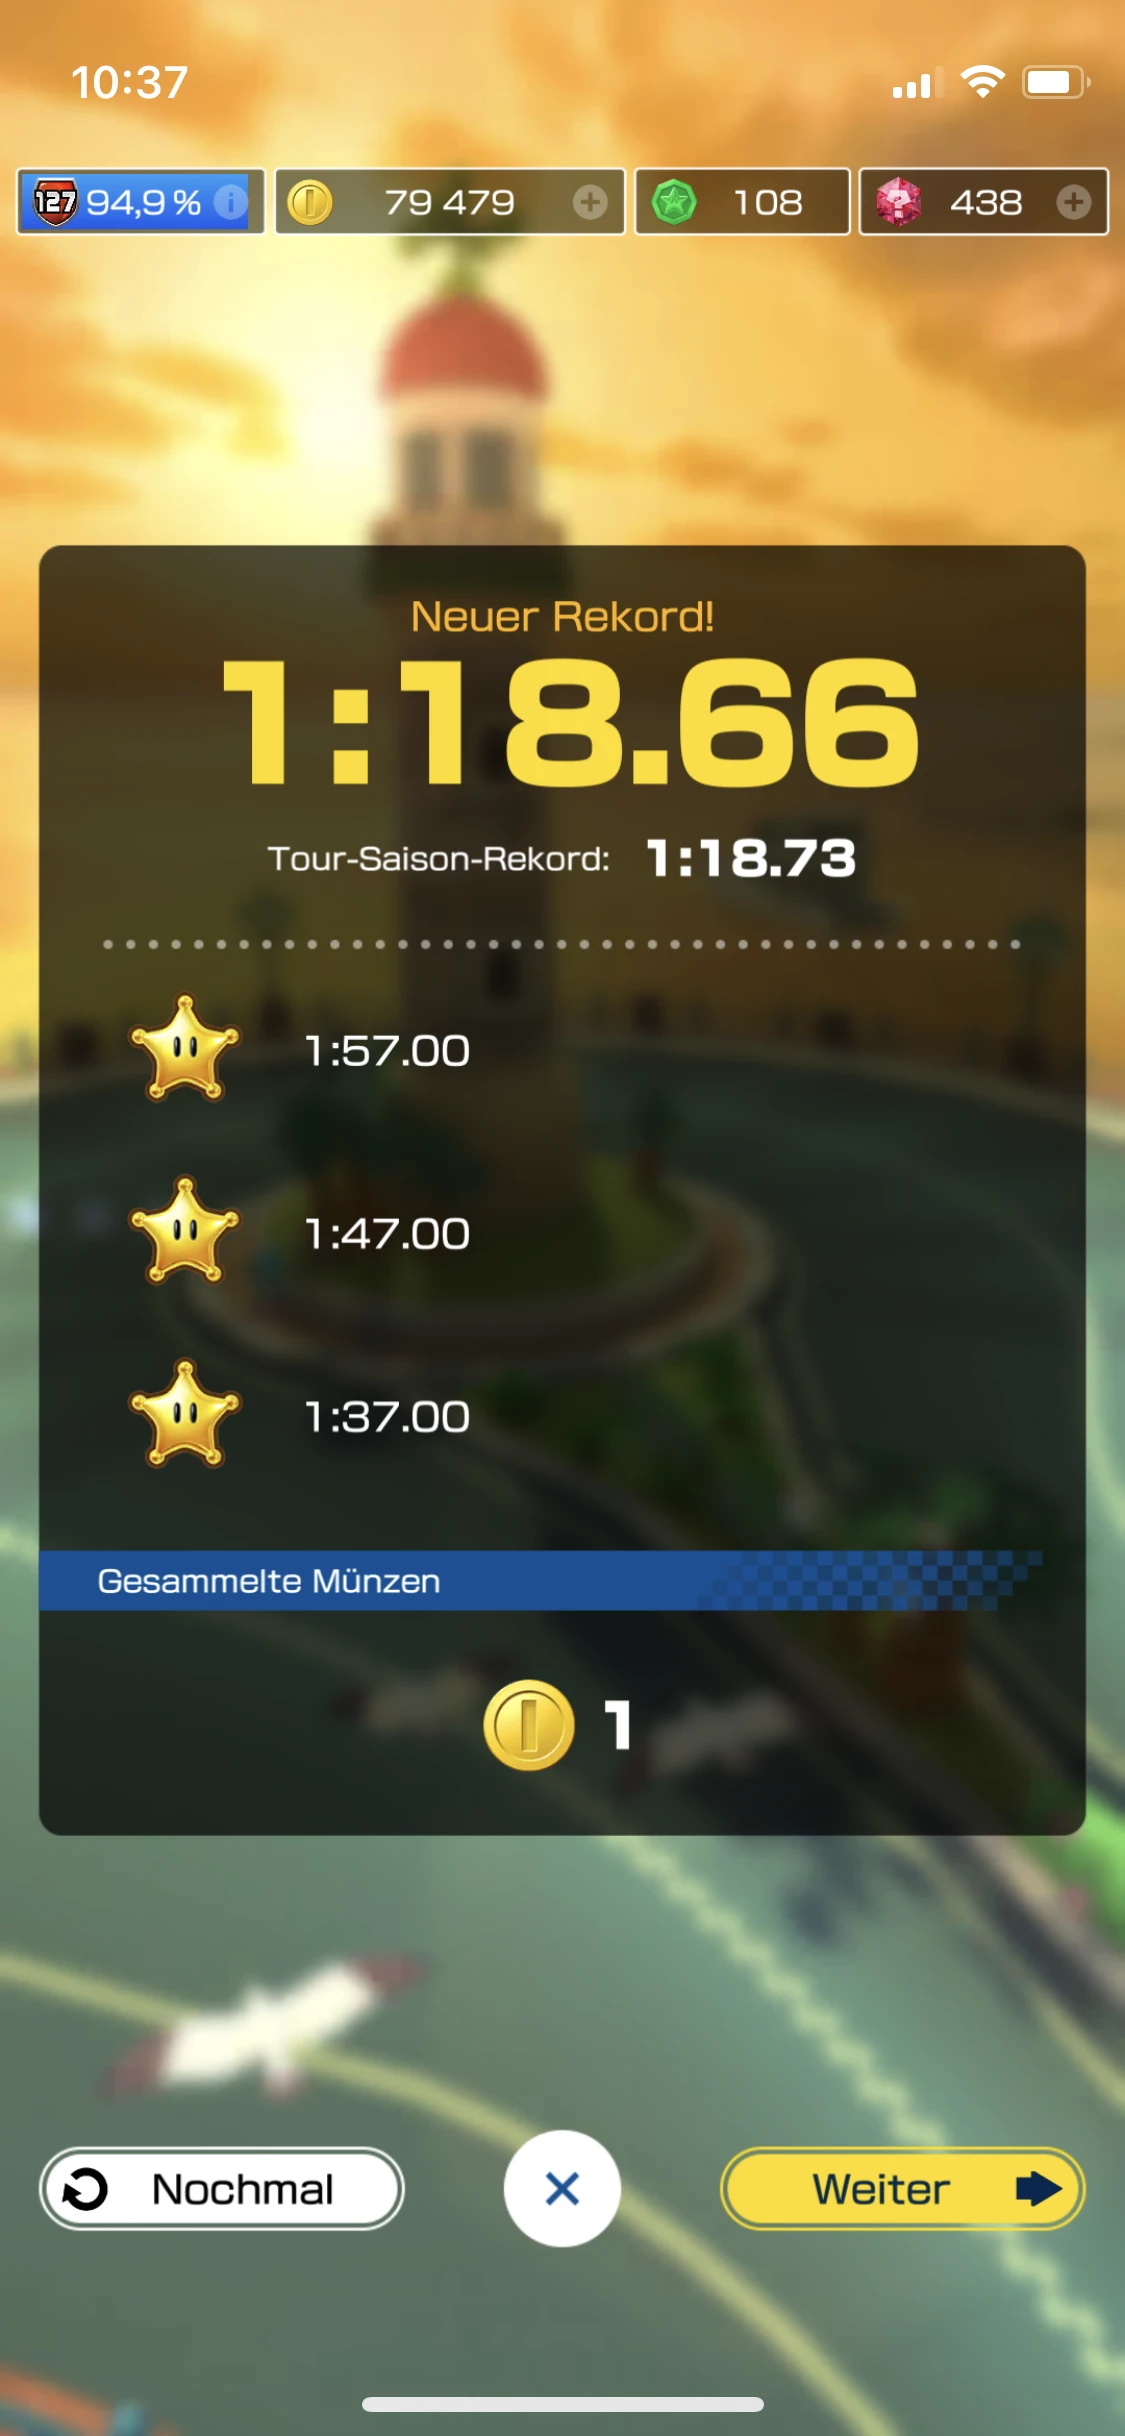 10:37
127 94,9 % i 79 479 + 108 438 +
Neuer Rekord!
1:18.66
Tour-Saison-Rekord: 1:18.73
1:57.00
1:47.00
1:37.00
Gesammelte Münzen
1
Nochmal × Weiter